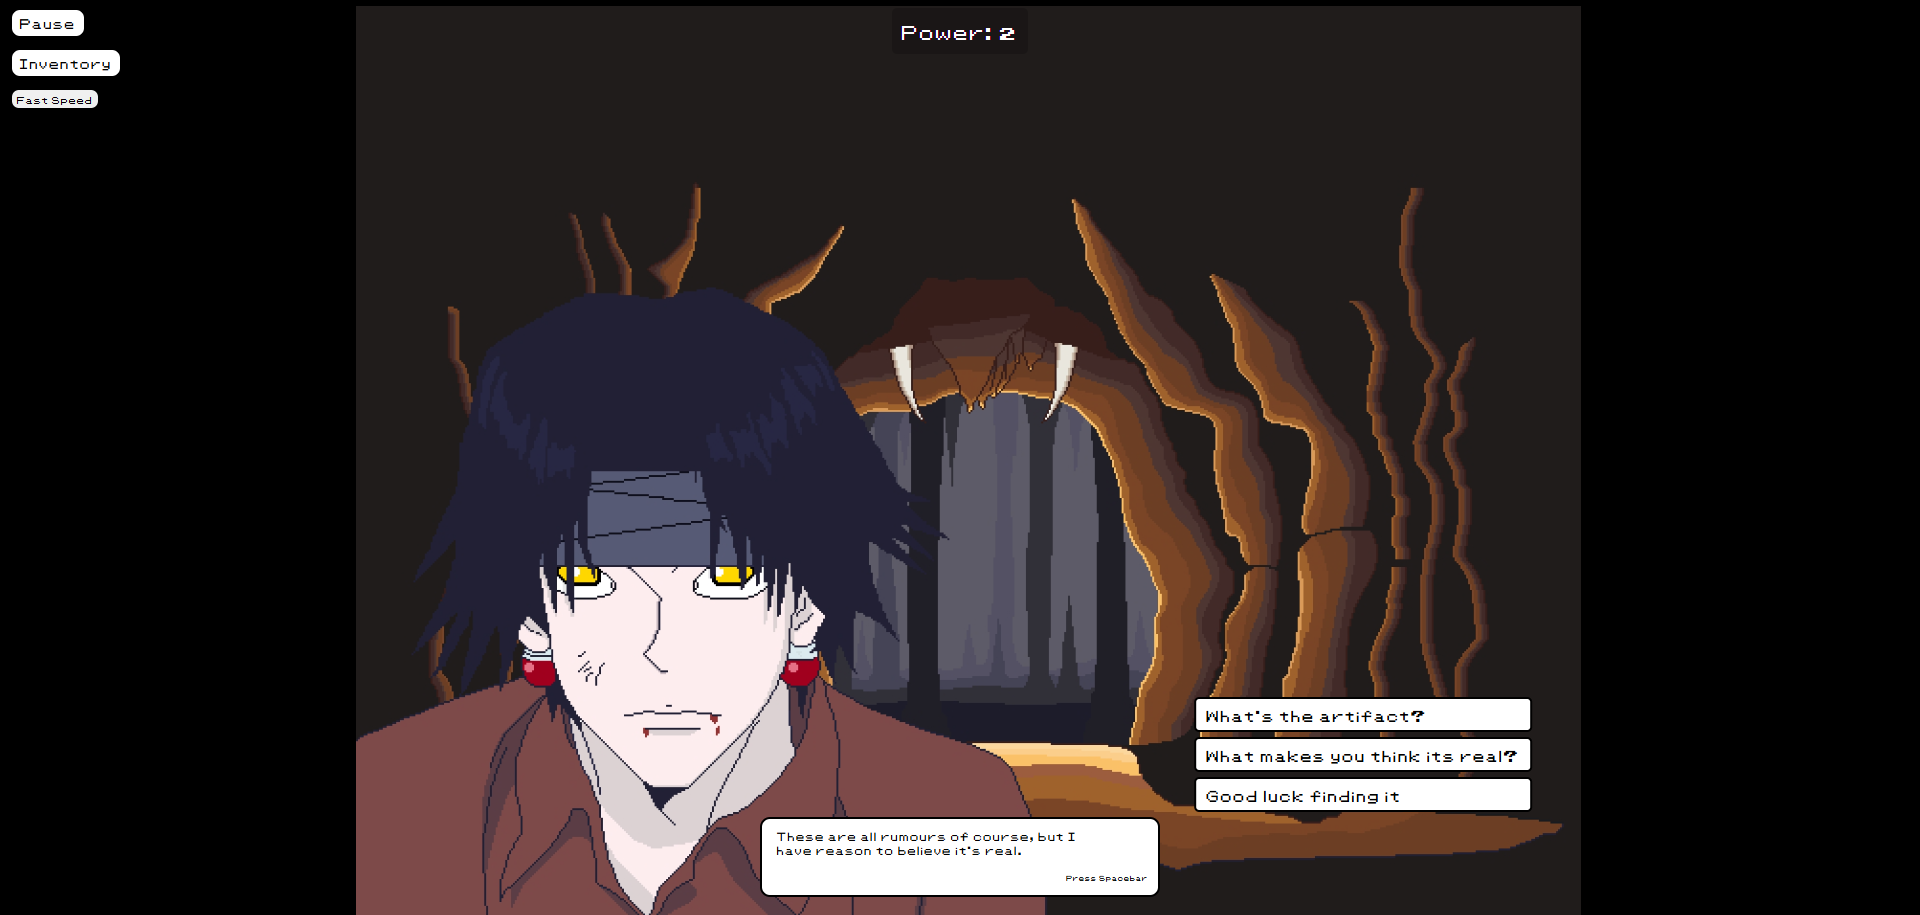 Pause
Inventory
Fast Speed
Power: 2
What's the artifact?
What makes you think its real?
Good luck finding it
These are all rumours of course, but I
have reason to believe it's real.
Press Spacebar